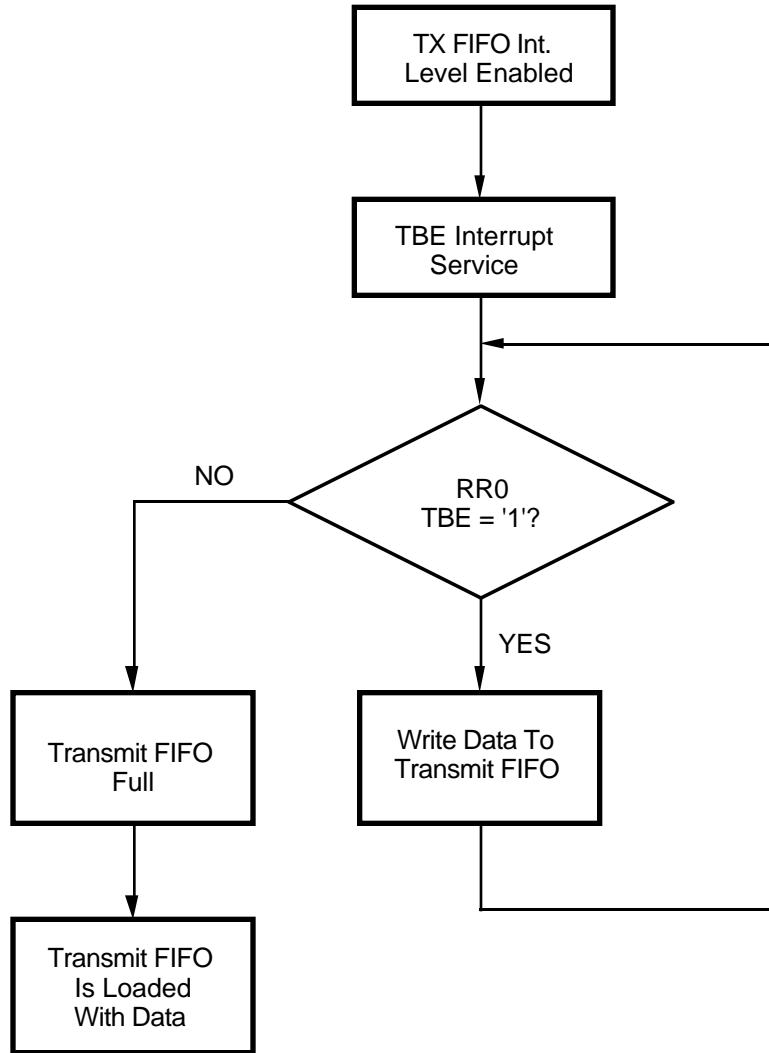 TX FIFO Int.
Level Enabled
TBE Interrupt
Service
RR0
TBE = '1'?
NO
YES
Transmit FIFO
Full
Write Data To
Transmit FIFO
Transmit FIFO
Is Loaded
With Data